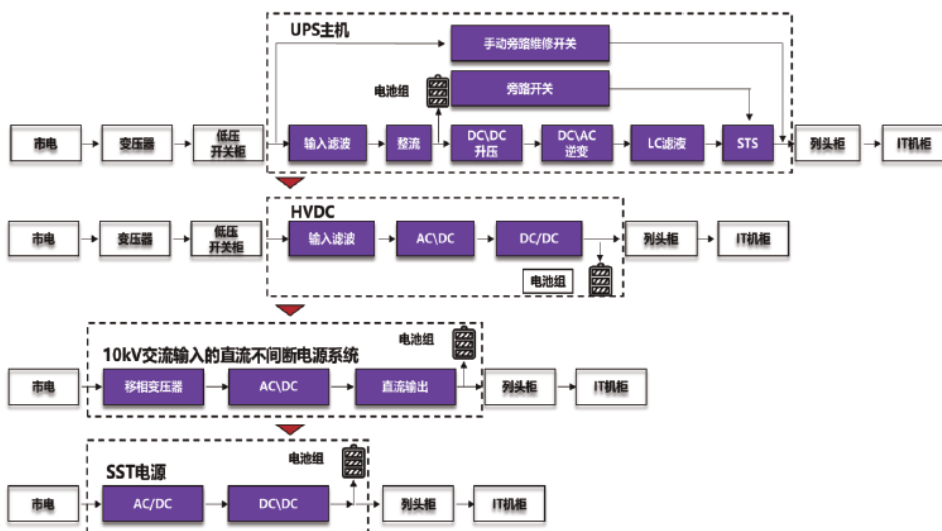 UPS主机
手动旁路维修开关
电池组
旁路开关
市电
变压器
低压
开关柜
输入滤波
整流
DC\DC
升压
DC\AC
逆变
LC滤液
STS
列头柜
IT机柜
HVDC
市电
变压器
低压
开关柜
输入滤波
AC\DC
DC/DC
列头柜
IT机柜
电池组
10kV交流输入的直流不间断电源系统
电池组
市电
移相变压器
AC\DC
直流输出
列头柜
IT机柜
SST电源
电池组
市电
AC/DC
DC\DC
列头柜
IT机柜